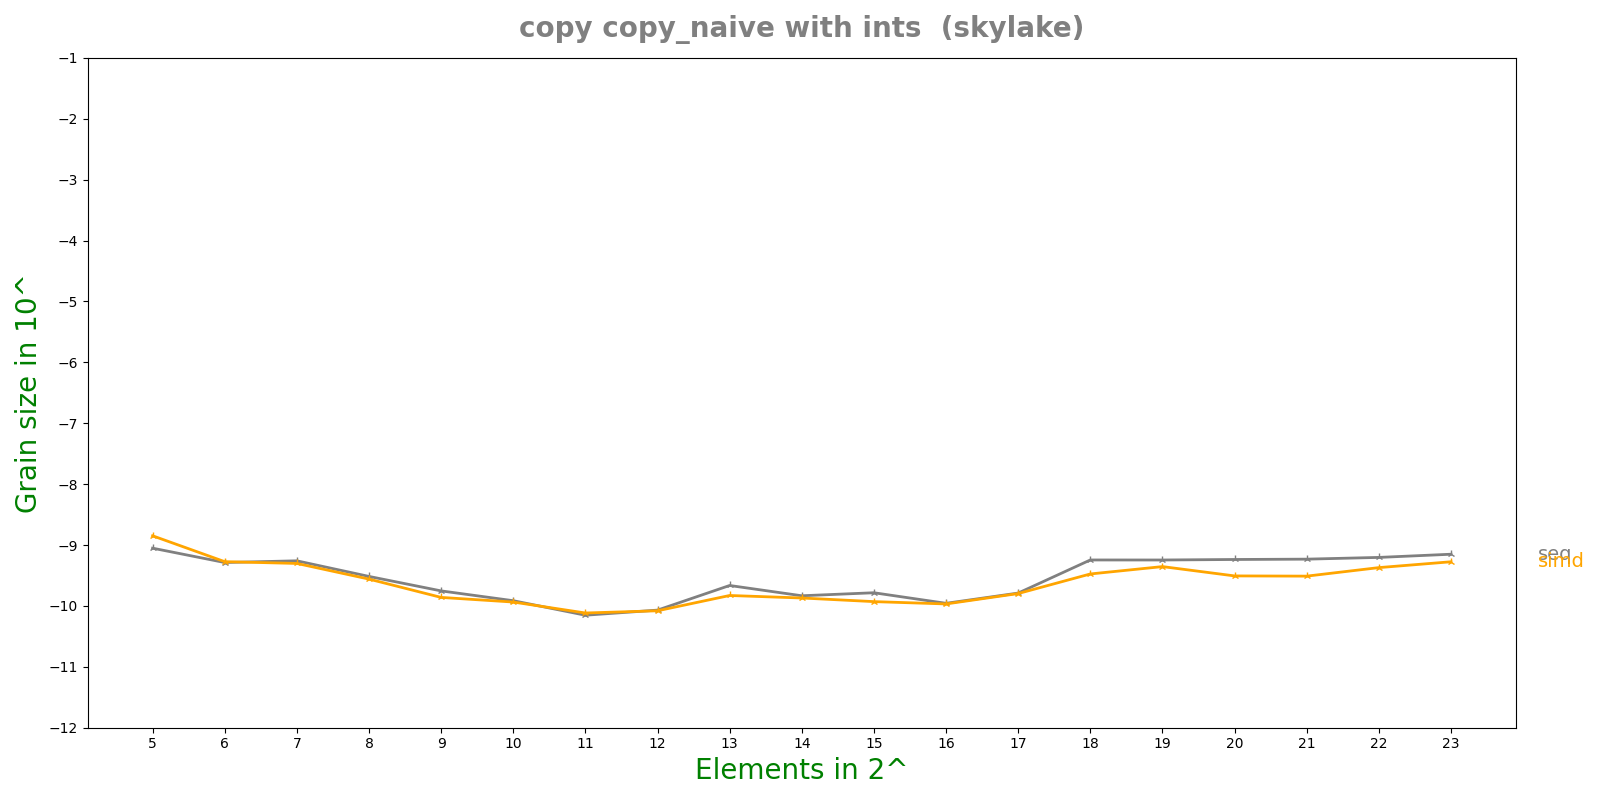 copy copy_naive with ints  (skylake)
Grain size in 10^
−1
−2
−3
−4
−5
−6
−7
−8
−9
−10
−11
−12
seq
simd
5 6 7 8 9 10 11 12 13 14 15 16 17 18 19 20 21 22 23
Elements in 2^